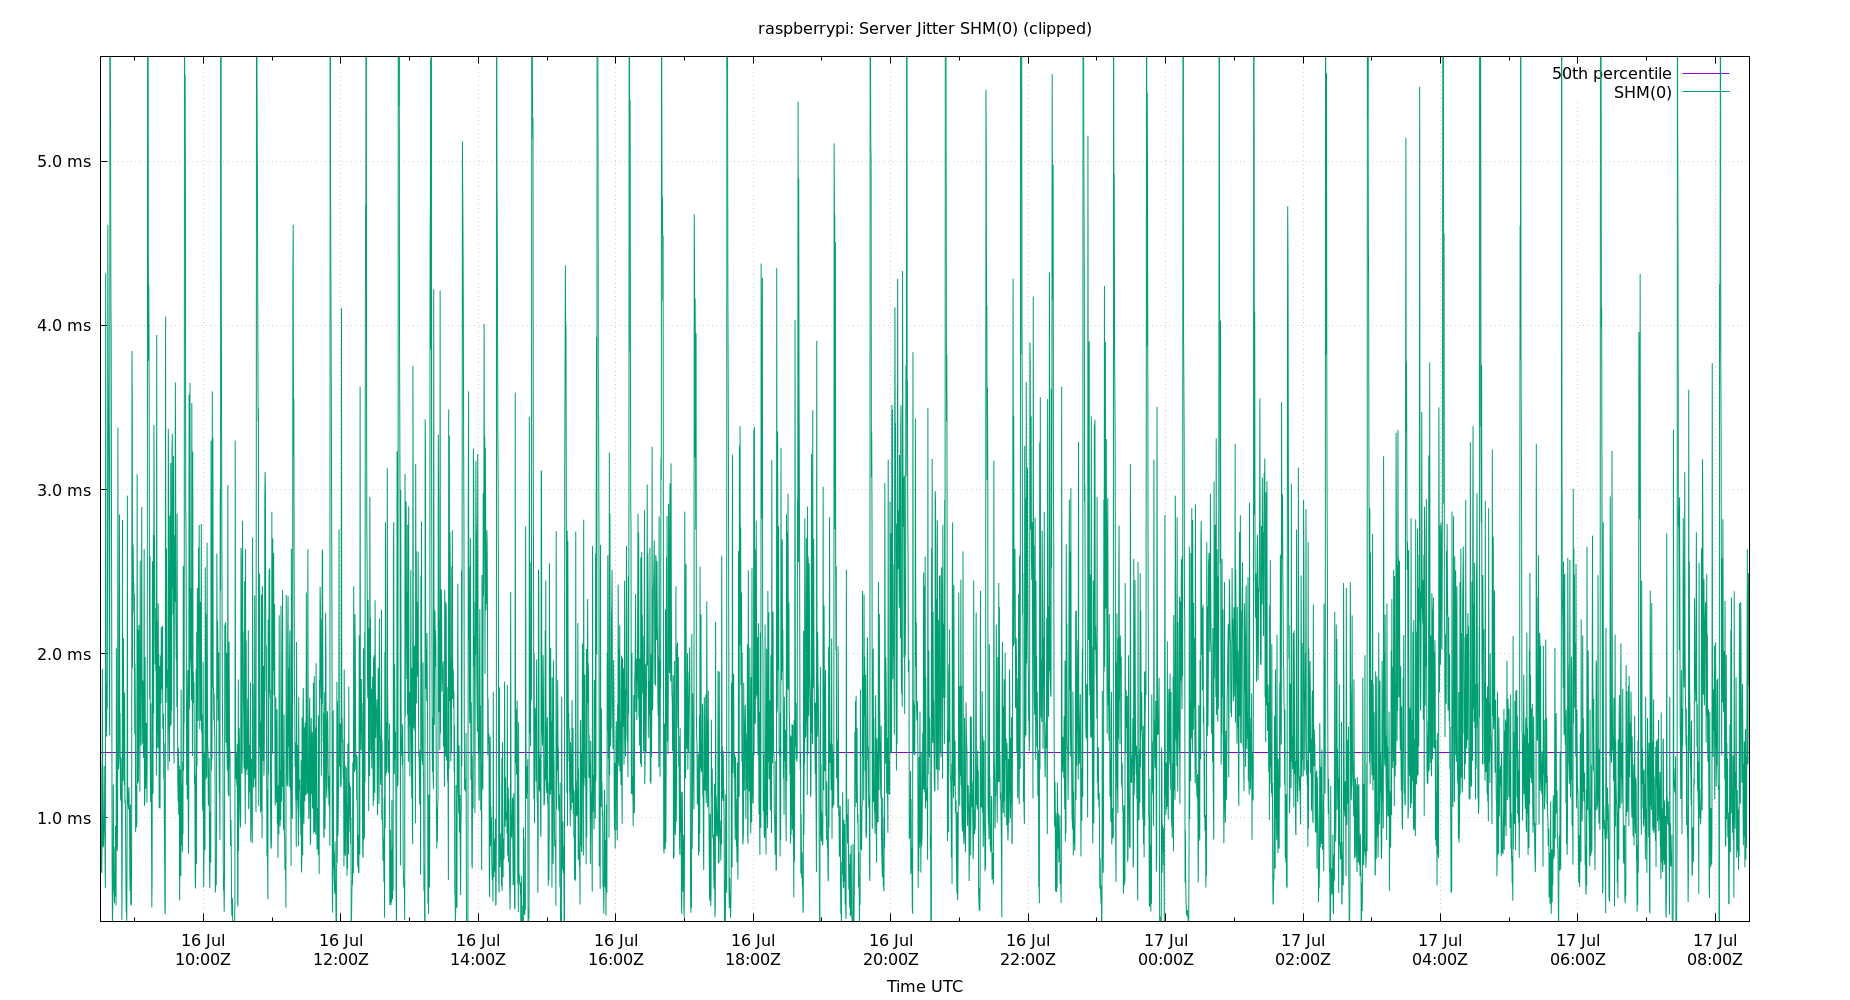 raspberrypi: Server Jitter SHM(0) (clipped)
50th percentile
SHM(0)
5.0 ms
4.0 ms
3.0 ms
2.0 ms
1.0 ms
16 Jul 16 Jul 16 Jul 16 Jul 16 Jul 16 Jul 16 Jul 17 Jul 17 Jul 17 Jul 17 Jul 17 Jul
10:00Z 12:00Z 14:00Z 16:00Z 18:00Z 20:00Z 22:00Z 00:00Z 02:00Z 04:00Z 06:00Z 08:00Z
Time UTC